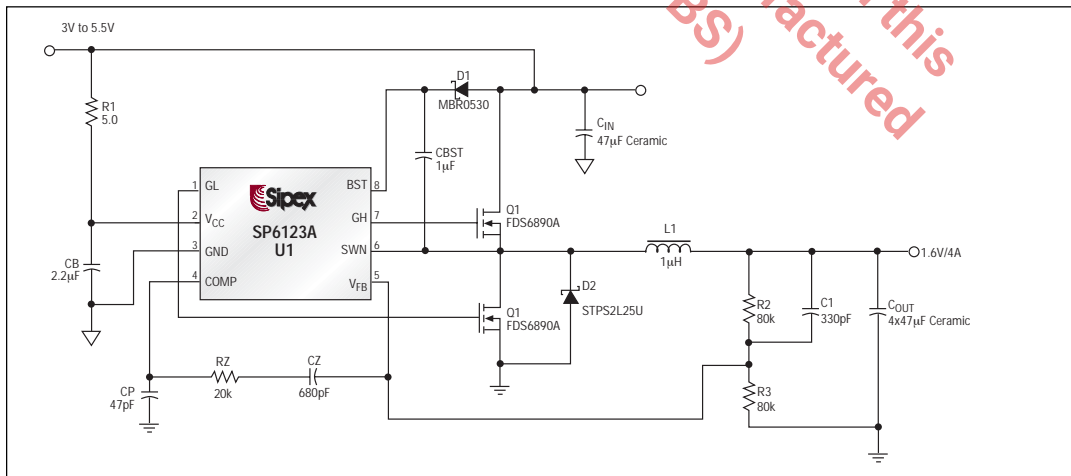 this
factured
BS)
3V to 5.5V
R1
5.0
D1
MBR0530
CBST
1µF
CIN
47µF Ceramic
1 GL
2 VCC
3 GND
4 COMP
Sipex
SP6123A
U1
BST 8
GH 7
SWN 6
VFB 5
Q1
FDS6890A
L1
1µH
1.6V/4A
CB
2.2µF
D2
STPS2L25U
Q1
FDS6890A
R2
80k
C1
330pF
COUT
4x47µF Ceramic
RZ
20k
CZ
680pF
CP
47pF
R3
80k